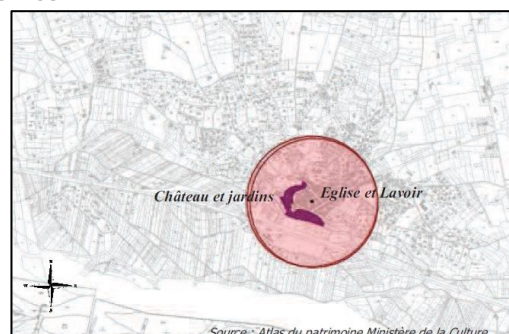 Château et jardins
Eglise et Lavoir
N
Source : Atlas du patrimoine Ministère de la Culture